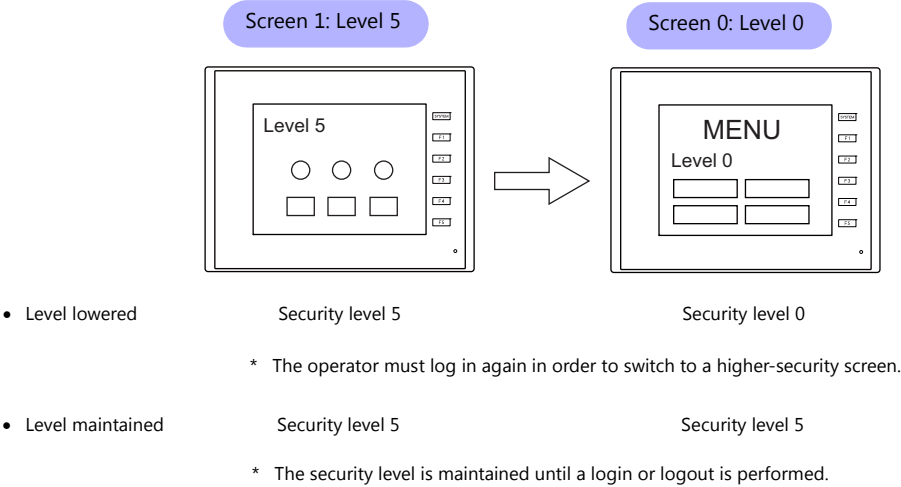 Screen 1: Level 5
Screen 0: Level 0
Level 5
SYSTEM
F1
F2
F3
F4
F5
MENU
Level 0
SYSTEM
F1
F2
F3
F4
F5
• Level lowered Security level 5 Security level 0
* The operator must log in again in order to switch to a higher-security screen.
• Level maintained Security level 5 Security level 5
* The security level is maintained until a login or logout is performed.